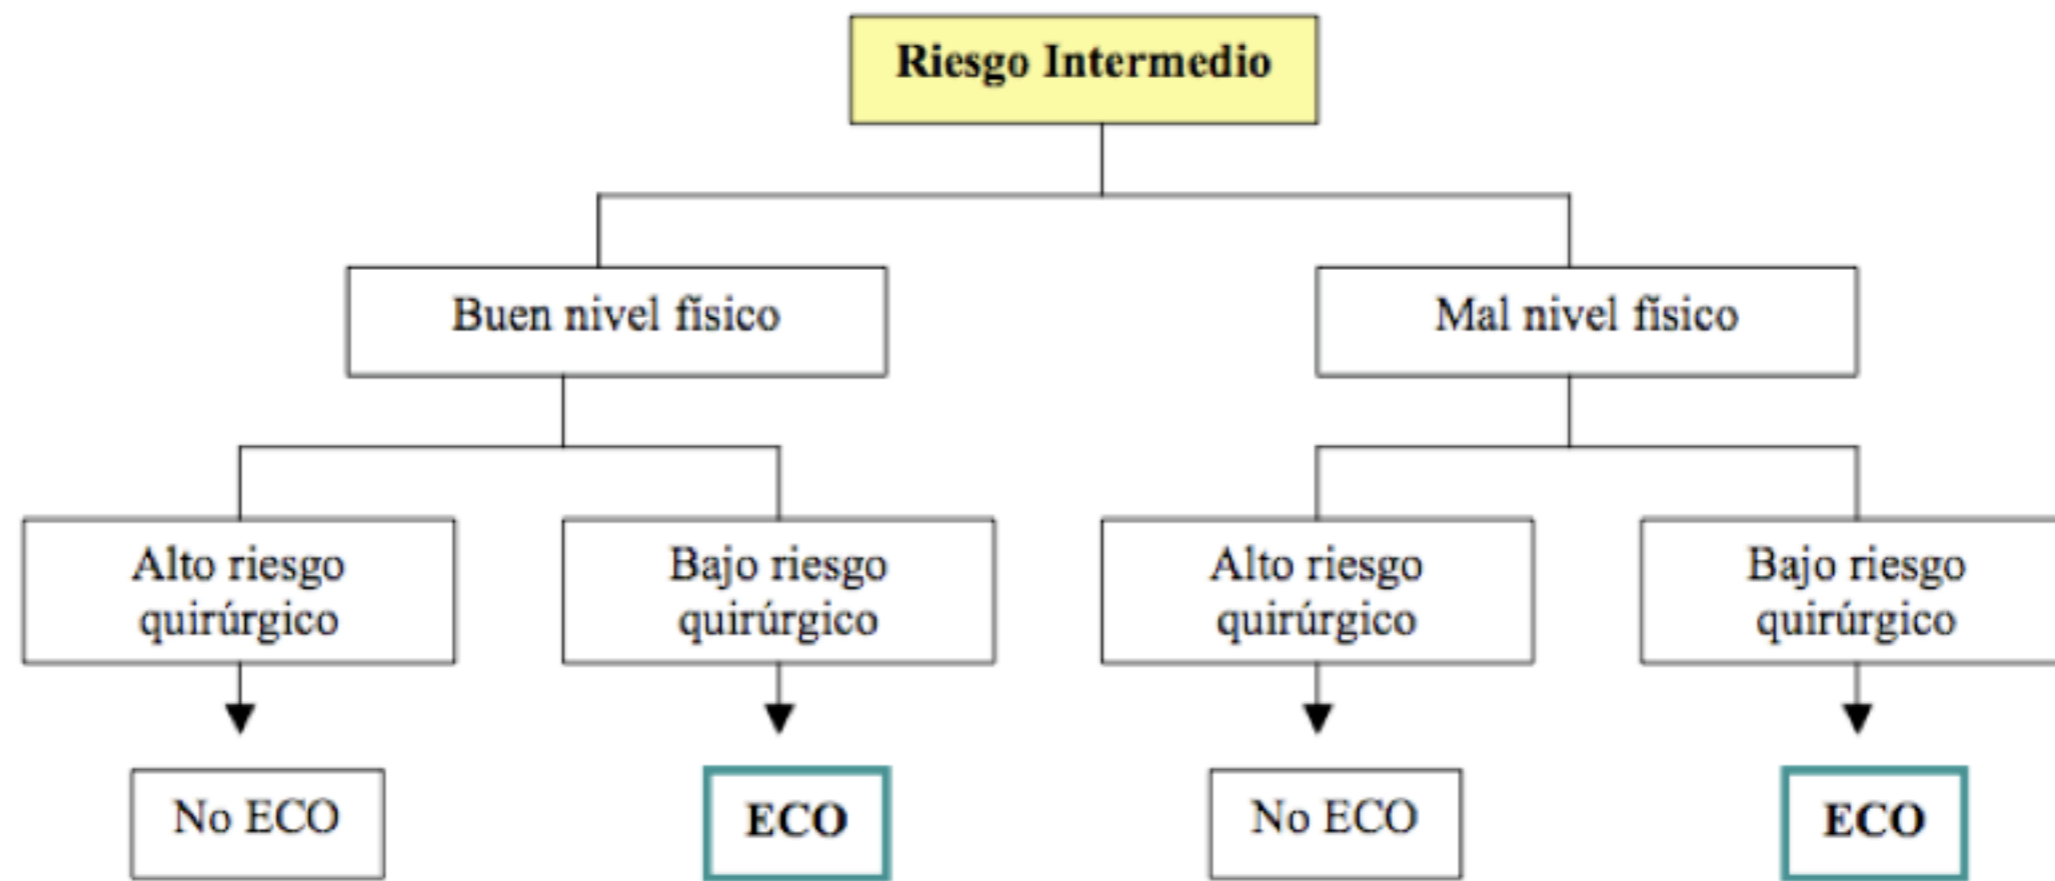 Riesgo Intermedio
Buen nivel físico
Mal nivel físico
Alto riesgo
quirúrgico
Bajo riesgo
quirúrgico
Alto riesgo
quirúrgico
Bajo riesgo
quirúrgico
No ECO
ECO
No ECO
ECO